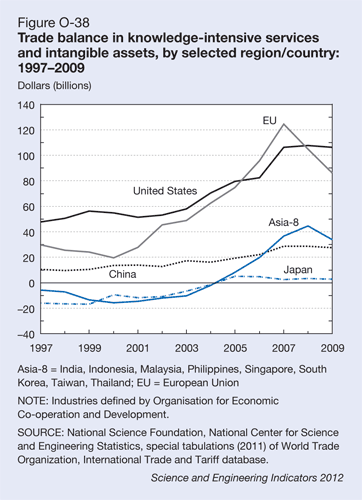 Figure O-38
Trade balance in knowledge-intensive services
and intangible assets, by selected region/country:
1997–2009
Dollars (billions)
140
120
EU
100
80
United States
60
Asia-8
40
20
China
Japan
0
−20
−40
1997 1999 2001 2003 2005 2007 2009
Asia-8 = India, Indonesia, Malaysia, Philippines, Singapore, South
Korea, Taiwan, Thailand; EU = European Union
NOTE: Industries defined by Organisation for Economic
Co-operation and Development.
SOURCE: National Science Foundation, National Center for Science
and Engineering Statistics, special tabulations (2011) of World Trade
Organization, International Trade and Tariff database.
Science and Engineering Indicators 2012